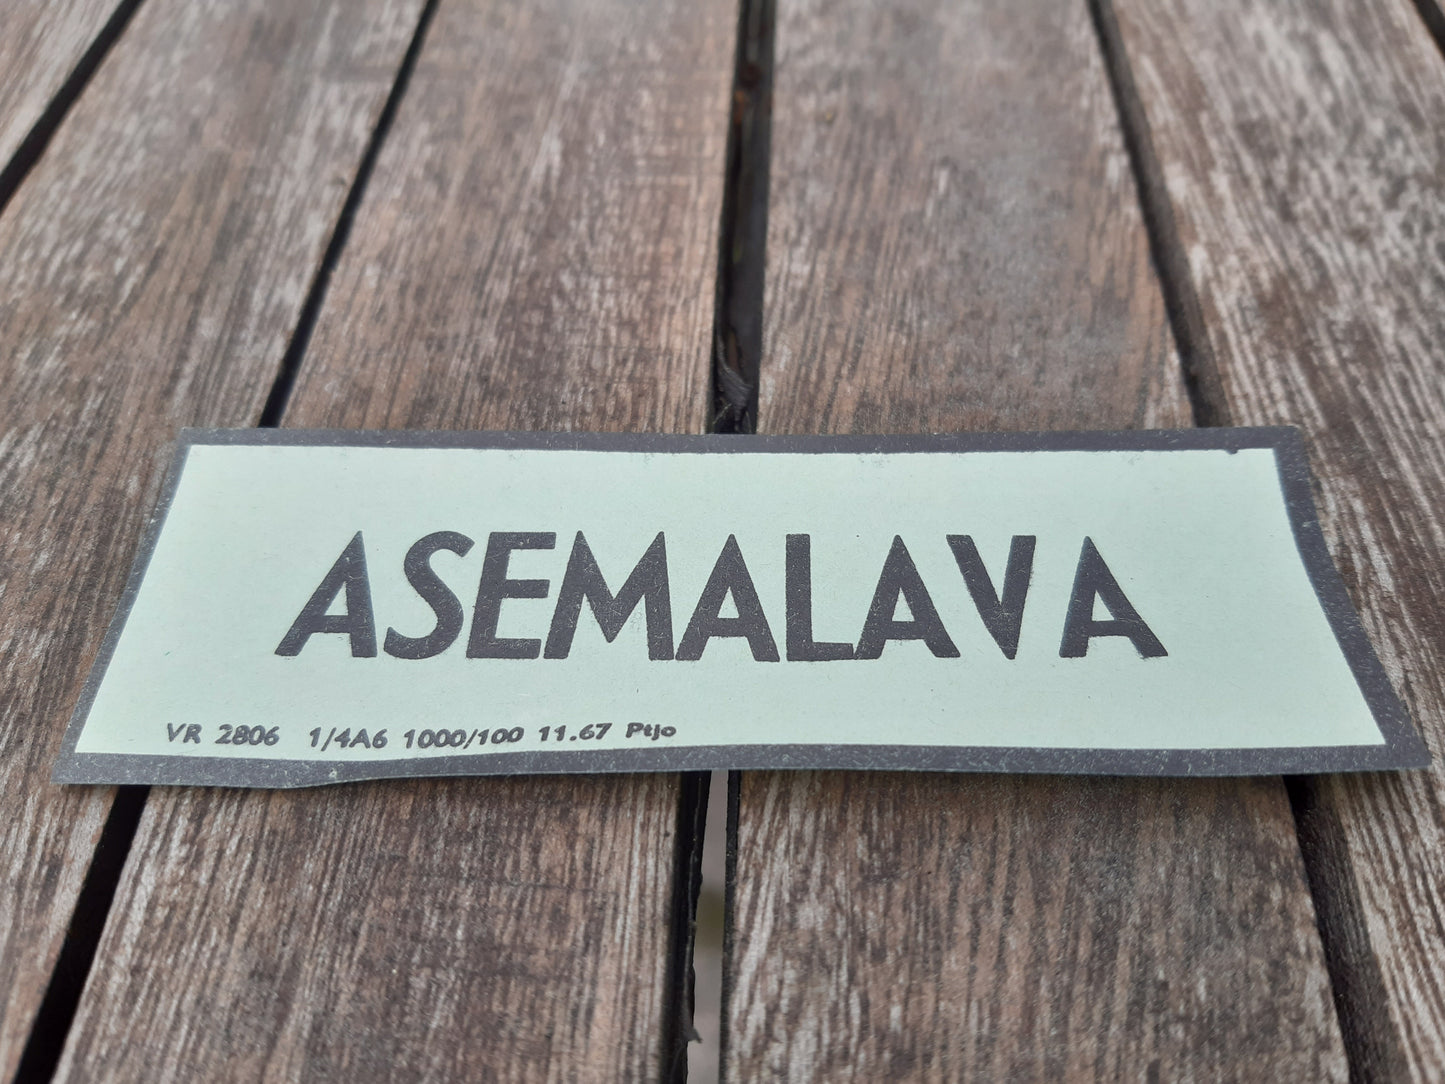 ASEMALAVA
VR 2806 1/4A6 1000/100 11.67 Ptjo